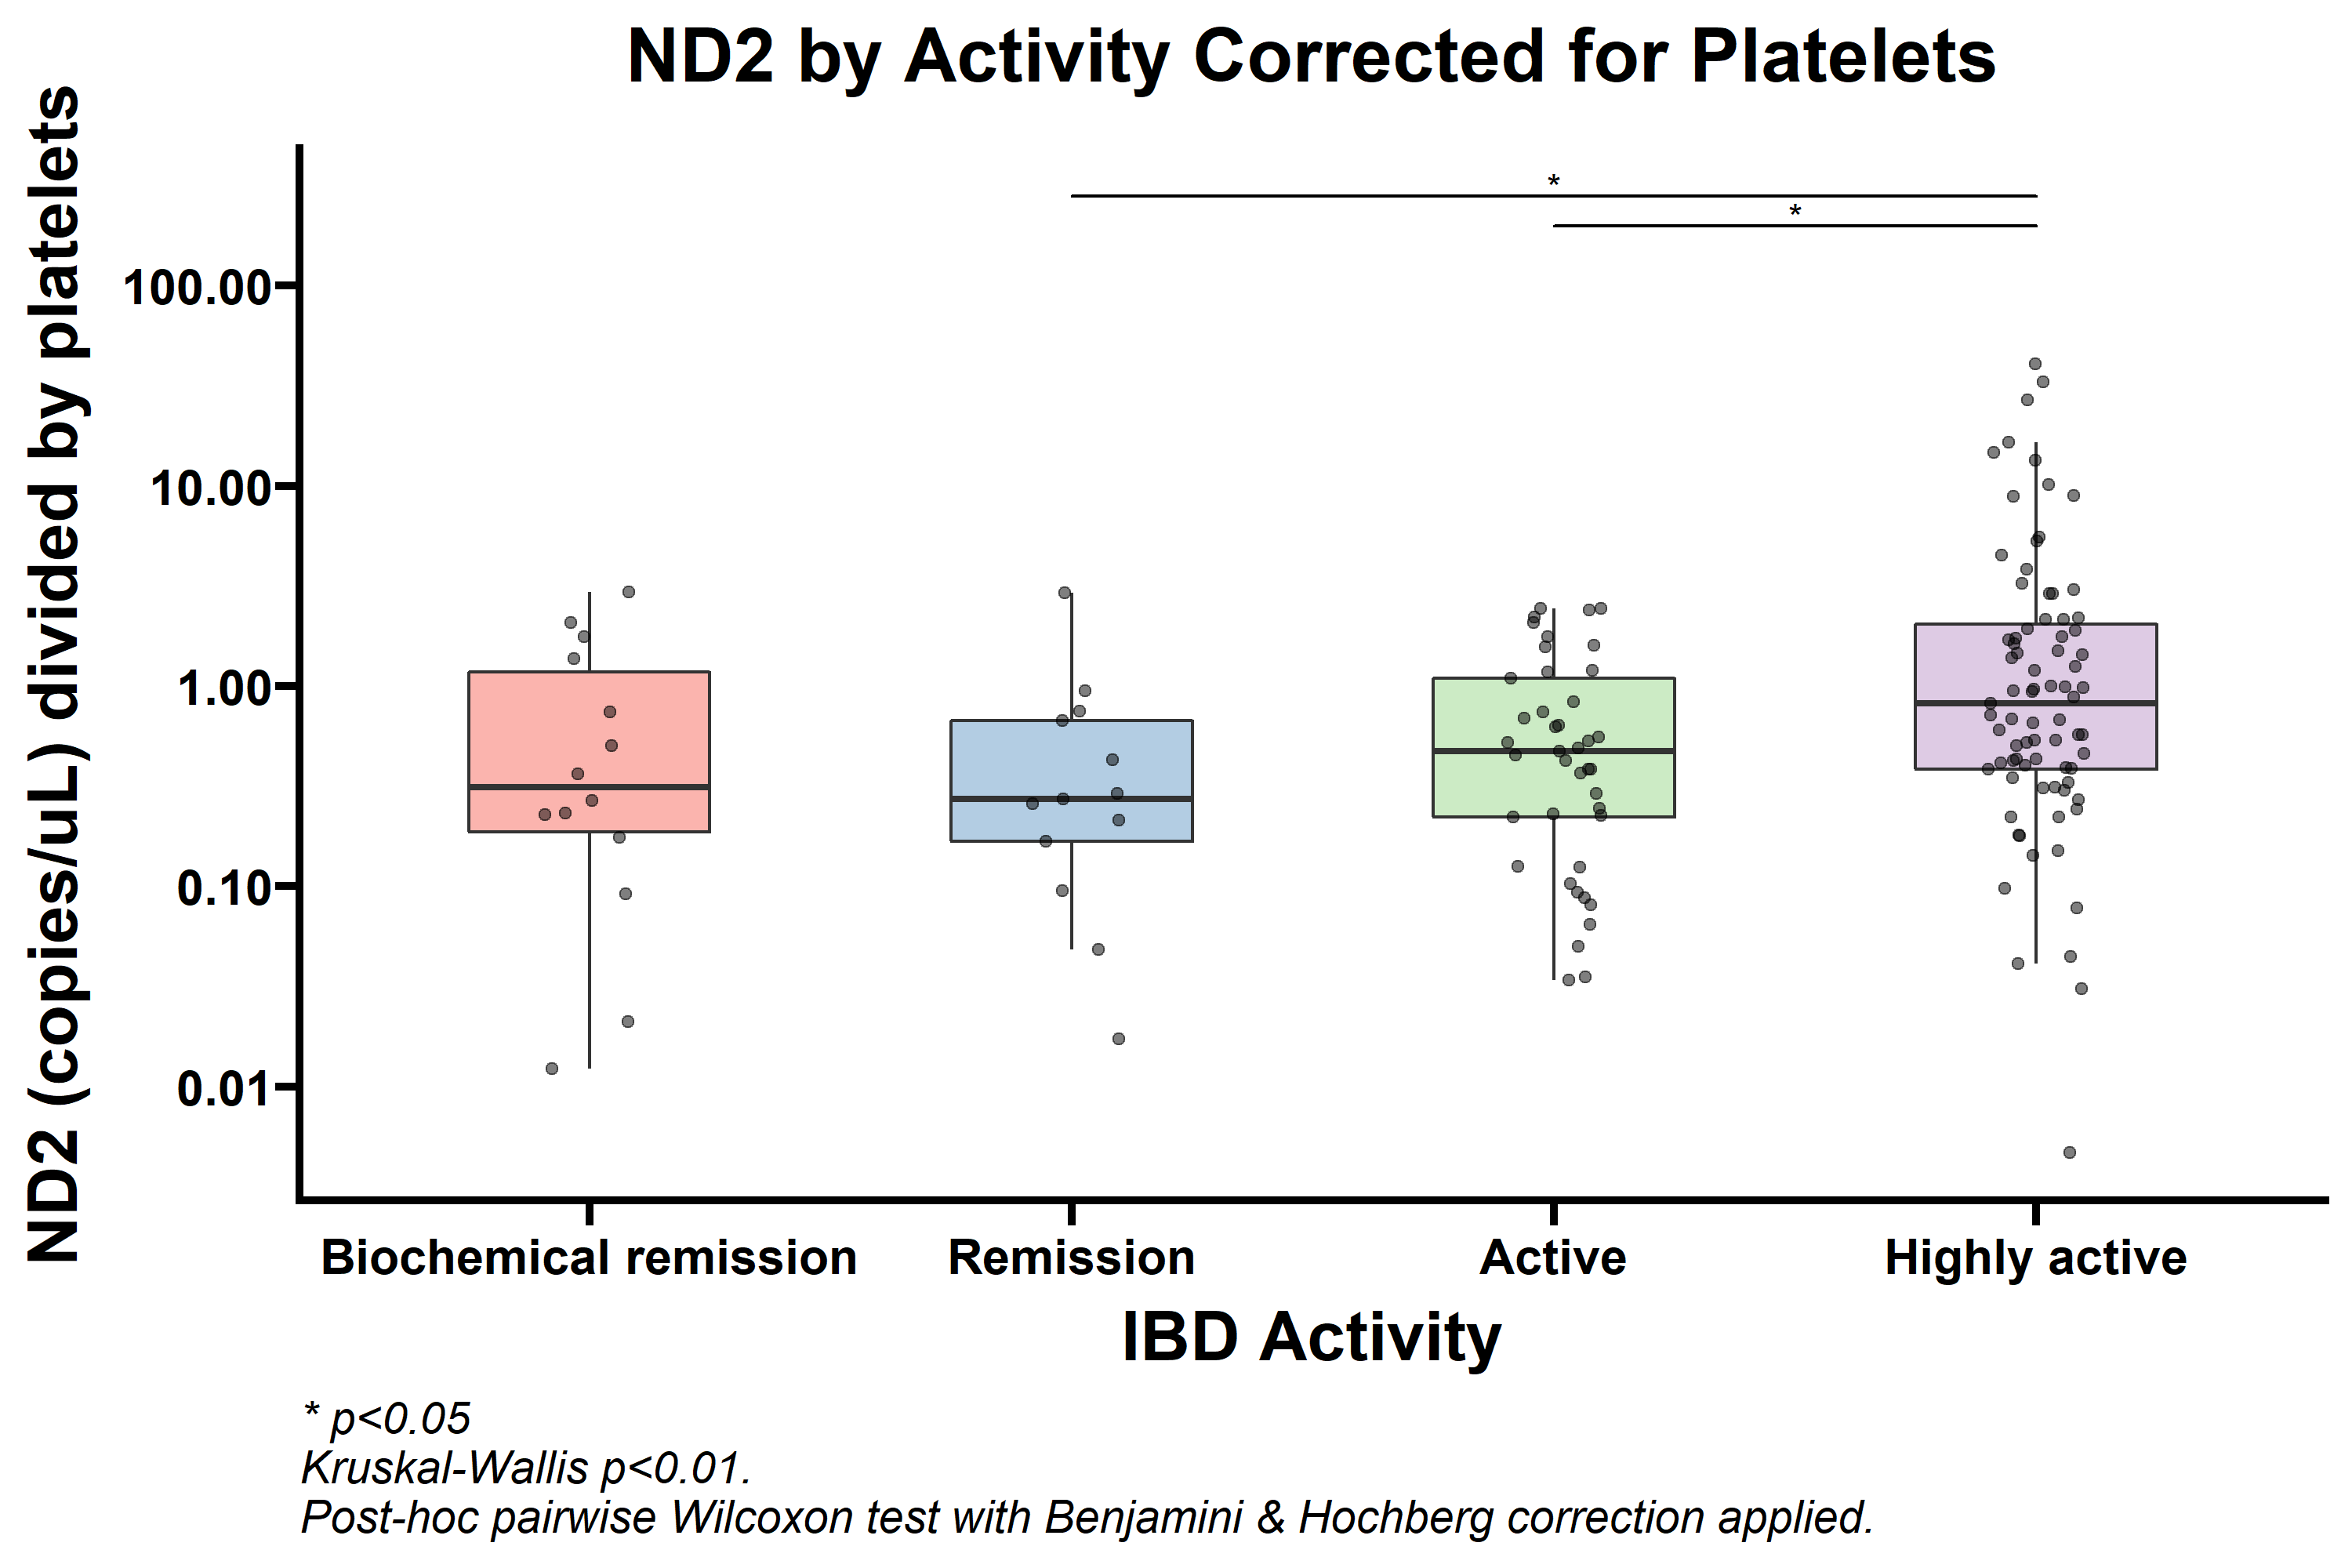 ND2 by Activity Corrected for Platelets
ND2 (copies/uL) divided by platelets
*
*
100.00
10.00
1.00
0.10
0.01
Biochemical remission
Remission
Active
Highly active
IBD Activity
* p<0.05
Kruskal-Wallis p<0.01.
Post-hoc pairwise Wilcoxon test with Benjamini & Hochberg correction applied.